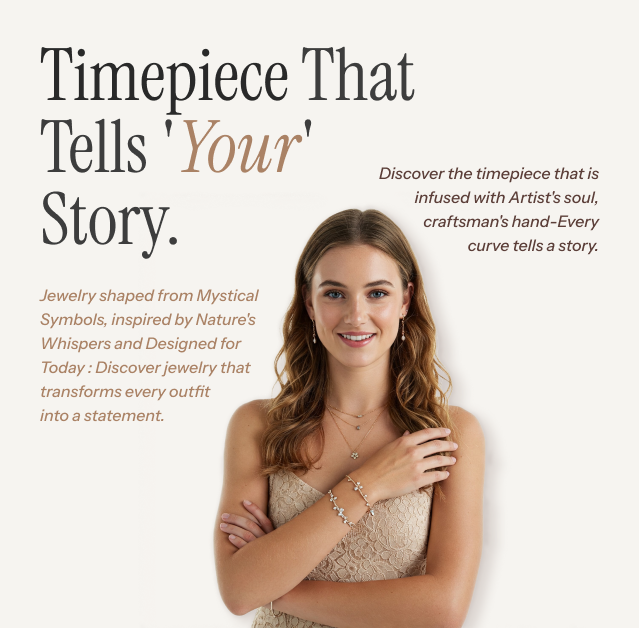 Timepiece That
Tells 'Your'
Story.
Discover the timepiece that is
infused with Artist's soul,
craftsman's hand-Every
curve tells a story.
Jewelry shaped from Mystical
Symbols, inspired by Nature's
Whispers and Designed for
Today : Discover jewelry that
transforms every outfit
into a statement.